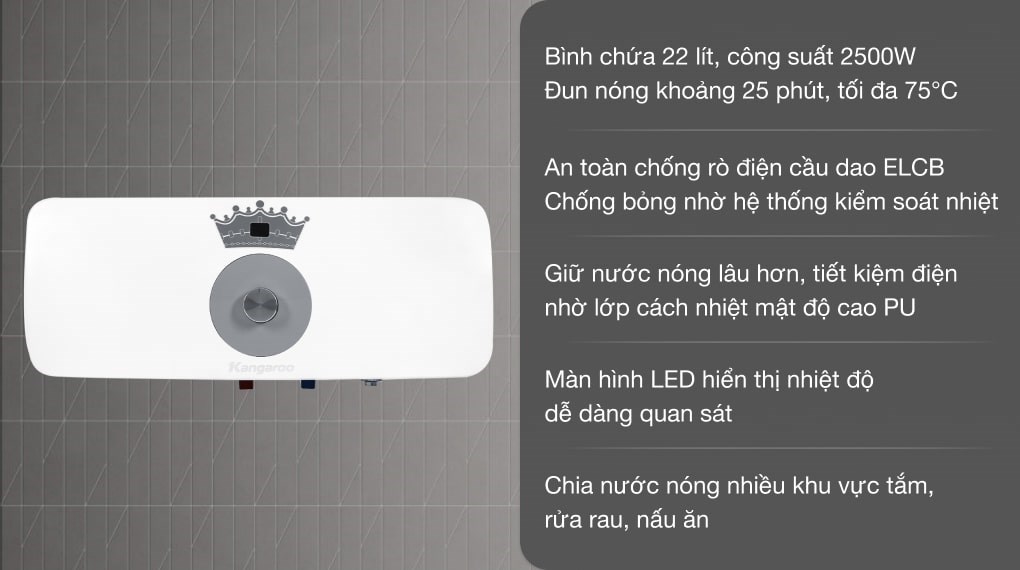 Kangaroo
Bình chứa 22 lít, công suất 2500W
Đun nóng khoảng 25 phút, tối đa 75°C
An toàn chống rò điện cầu dao ELCB
Chống bỏng nhờ hệ thống kiểm soát nhiệt
Giữ nước nóng lâu hơn, tiết kiệm điện
nhờ lớp cách nhiệt mật độ cao PU
Màn hình LED hiển thị nhiệt độ
dễ dàng quan sát
Chia nước nóng nhiều khu vực tắm,
rửa rau, nấu ăn